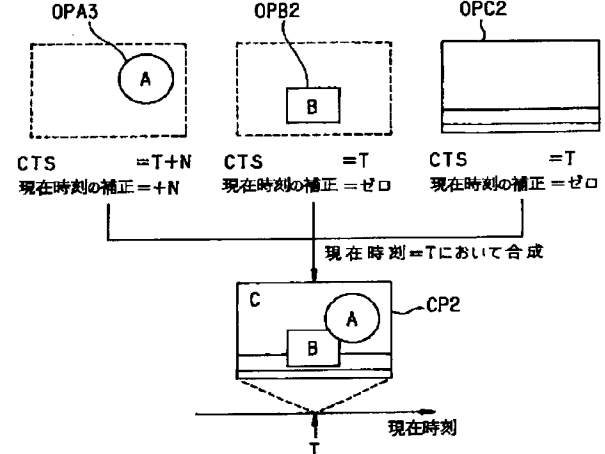 OPA3
OPB2
OPC2
A
B
CTS =T+N
現在時刻の補正=+N
CTS =T
現在時刻の補正=ゼロ
CTS =T
現在時刻の補正=ゼロ
現在時刻=Tにおいて合成
C
A
B
CP2
現在時刻
T